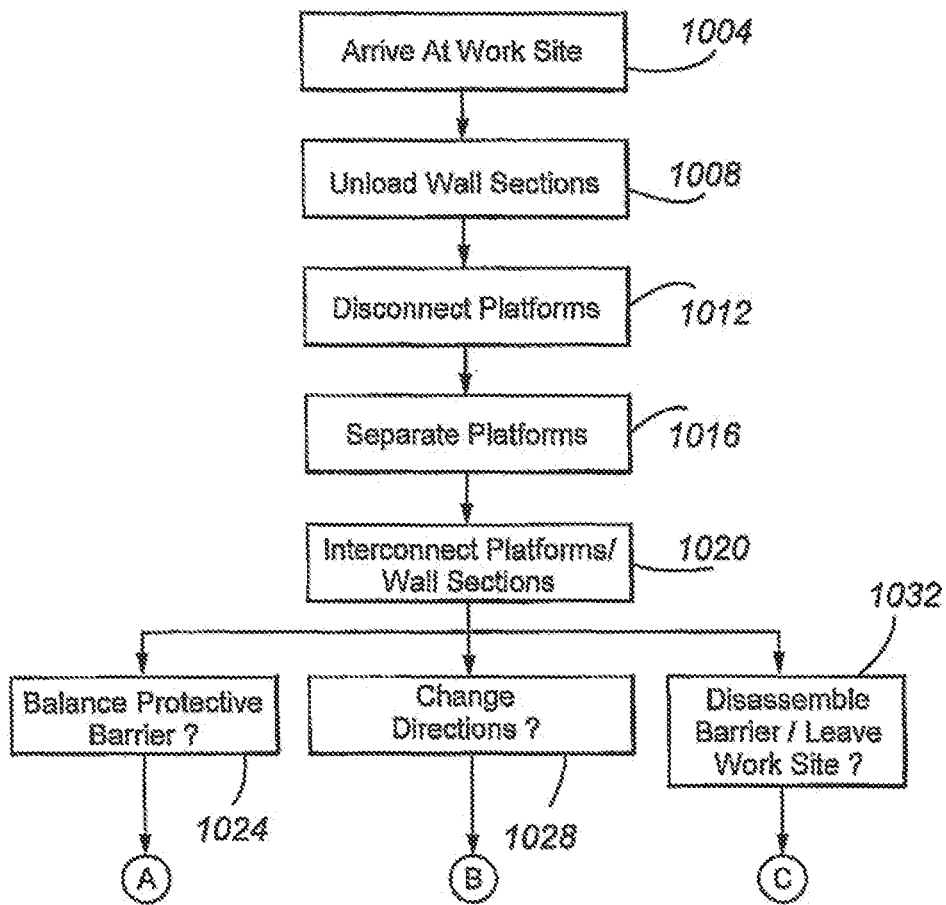 Arrive At Work Site
1004
Unload Wall Sections
1008
Disconnect Platforms
1012
Separate Platforms
1016
Interconnect Platforms/
Wall Sections
1020
1032
Balance Protective
Barrier ?
1024
Change
Directions ?
1028
Disassemble
Barrier / Leave
Work Site ?
A
B
C